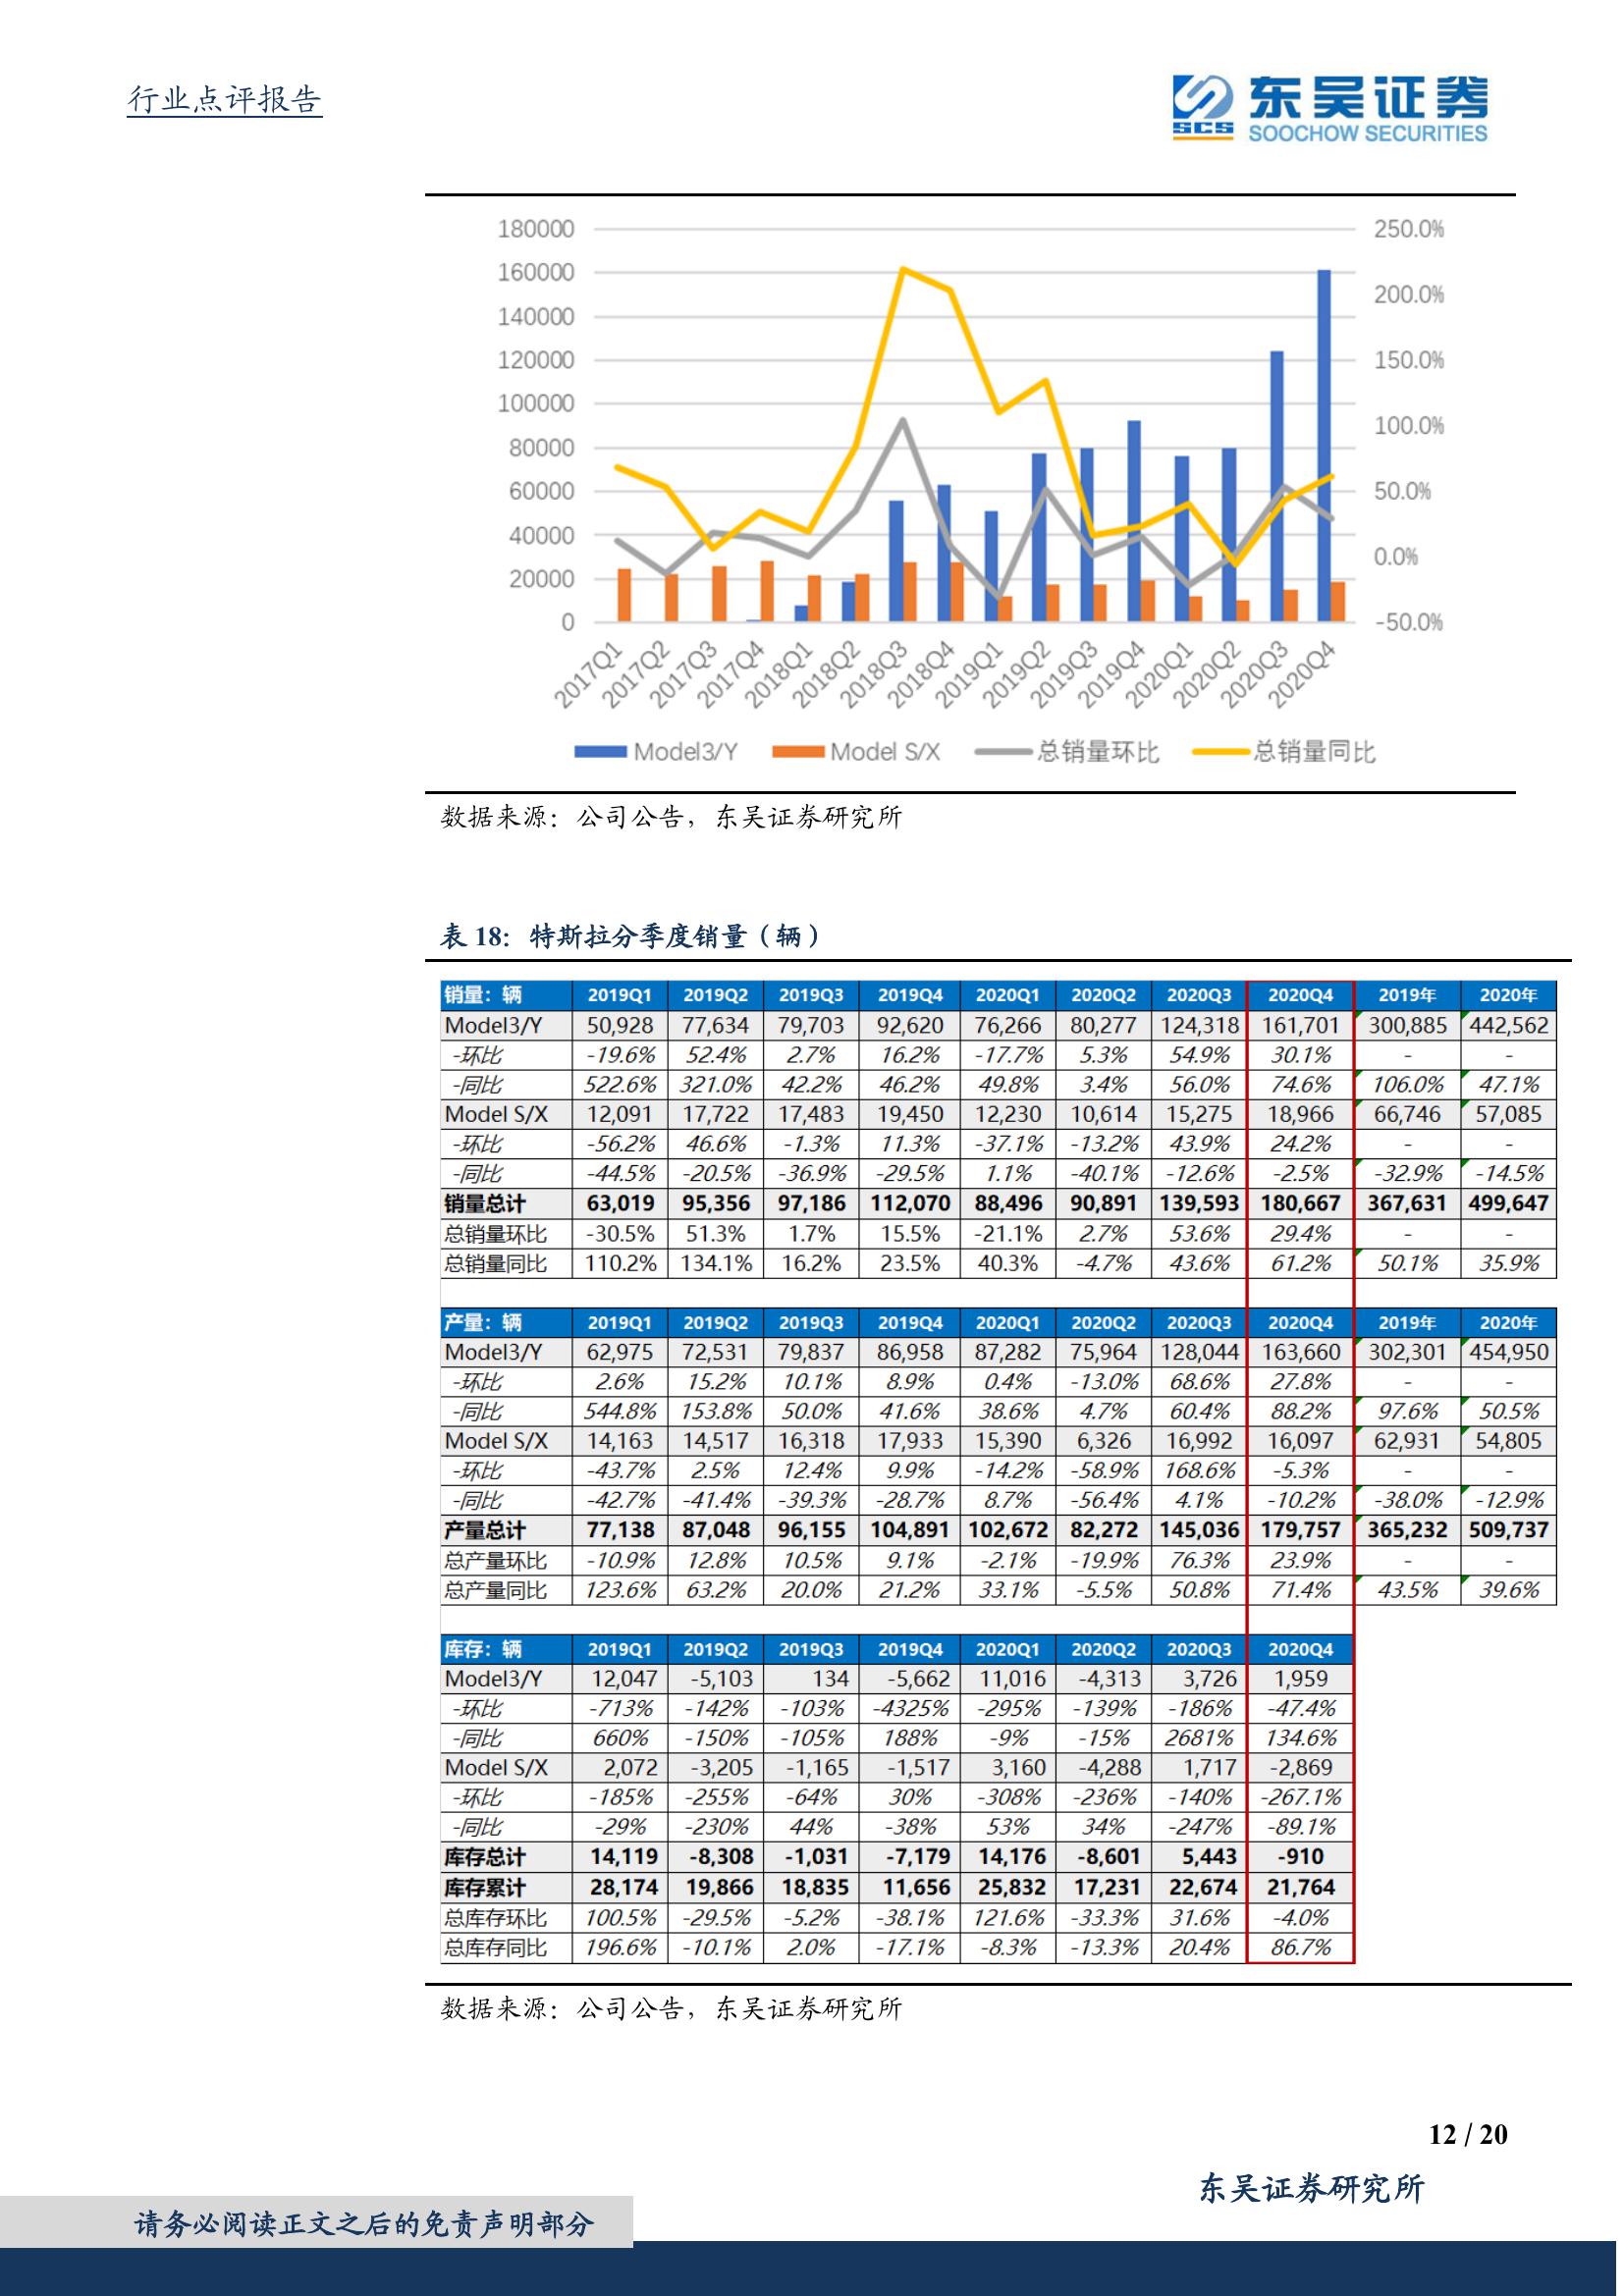 行业点评报告
东吴证券
SCS
SOOCHOW SECURITIES
180000 250.0%
160000 200.0%
140000
120000 150.0%
100000
80000 100.0%
60000 50.0%
40000 0.0%
20000
0 -50.0%
2017Q1 2017Q2 2017Q3 2017Q4 2018Q1 2018Q2 2018Q3 2018Q4 2019Q1 2019Q2 2019Q3 2019Q4 2020Q1 2020Q2 2020Q3 2020Q4
Model3/Y Model S/X 总销量环比 总销量同比
数据来源：公司公告，东吴证券研究所
表 18：特斯拉分季度销量（辆）
销量：辆 2019Q1 2019Q2 2019Q3 2019Q4 2020Q1 2020Q2 2020Q3 2020Q4 2019年 2020年
Model3/Y 50,928 77,634 79,703 92,620 76,266 80,277 124,318 161,701 300,885 442,562
-环比 -19.6% 52.4% 2.7% 16.2% -17.7% 5.3% 54.9% 30.1% - -
-同比 522.6% 321.0% 42.2% 46.2% 49.8% 3.4% 56.0% 74.6% 106.0% 47.1%
Model S/X 12,091 17,722 17,483 19,450 12,230 10,614 15,275 18,966 66,746 57,085
-环比 -56.2% 46.6% -1.3% 11.3% -37.1% -13.2% 43.9% 24.2% - -
-同比 -44.5% -20.5% -36.9% -29.5% 1.1% -40.1% -12.6% -2.5% -32.9% -14.5%
销量总计 63,019 95,356 97,186 112,070 88,496 90,891 139,593 180,667 367,631 499,647
总销量环比 -30.5% 51.3% 1.7% 15.5% -21.1% 2.7% 53.6% 29.4% - -
总销量同比 110.2% 134.1% 16.2% 23.5% 40.3% -4.7% 43.6% 61.2% 50.1% 35.9%
产量：辆 2019Q1 2019Q2 2019Q3 2019Q4 2020Q1 2020Q2 2020Q3 2020Q4 2019年 2020年
Model3/Y 62,975 72,531 79,837 86,958 87,282 75,964 128,044 163,660 302,301 454,950
-环比 2.6% 15.2% 10.1% 8.9% 0.4% -13.0% 68.6% 27.8% - -
-同比 544.8% 153.8% 50.0% 41.6% 38.6% 4.7% 60.4% 88.2% 97.6% 50.5%
Model S/X 14,163 14,517 16,318 17,933 15,390 6,326 16,992 16,097 62,931 54,805
-环比 -43.7% 2.5% 12.4% 9.9% -14.2% -58.9% 168.6% -5.3% - -
-同比 -42.7% -41.4% -39.3% -28.7% 8.7% -56.4% 4.1% -10.2% -38.0% -12.9%
产量总计 77,138 87,048 96,155 104,891 102,672 82,272 145,036 179,757 365,232 509,737
总产量环比 -10.9% 12.8% 10.5% 9.1% -2.1% -19.9% 76.3% 23.9% - -
总产量同比 123.6% 63.2% 20.0% 21.2% 33.1% -5.5% 50.8% 71.4% 43.5% 39.6%
库存：辆 2019Q1 2019Q2 2019Q3 2019Q4 2020Q1 2020Q2 2020Q3 2020Q4
Model3/Y 12,047 -5,103 134 -5,662 11,016 -4,313 3,726 1,959
-环比 -713% -142% -103% -4325% -295% -139% -186% -47.4%
-同比 660% -150% -105% 188% -9% -15% 2681% 134.6%
Model S/X 2,072 -3,205 -1,165 -1,517 3,160 -4,288 1,717 -2,869
-环比 -185% -255% -64% 30% -308% -236% -140% -267.1%
-同比 -29% -230% 44% -38% 53% 34% -247% -89.1%
库存总计 14,119 -8,308 -1,031 -7,179 14,176 -8,601 5,443 -910
库存累计 28,174 19,866 18,835 11,656 25,832 17,231 22,674 21,764
总库存环比 100.5% -29.5% -5.2% -38.1% 121.6% -33.3% 31.6% -4.0%
总库存同比 196.6% -10.1% 2.0% -17.1% -8.3% -13.3% 20.4% 86.7%
数据来源：公司公告，东吴证券研究所
12 / 20
东吴证券研究所
请务必阅读正文之后的免责声明部分